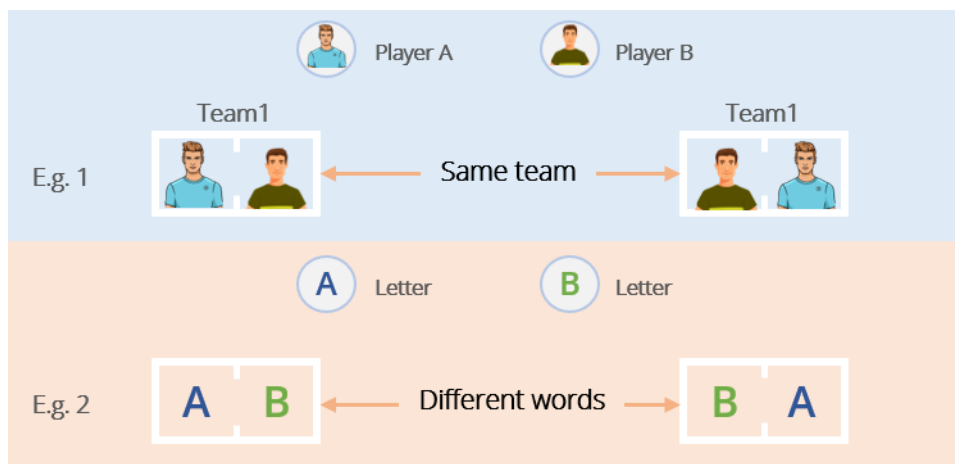 Player A
Player B
Team1
Team1
E.g. 1
Same team
A
Letter
B
Letter
E.g. 2
A
B
Different words
B
A